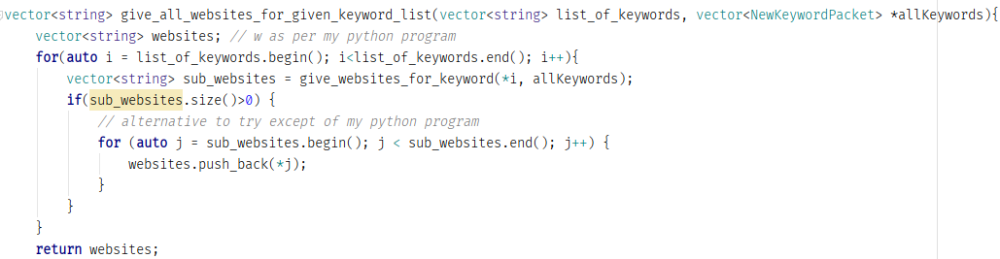 vector<string> give_all_websites_for_given_keyword_list(vector<string> list_of_keywords, vector<NewKeywordPacket> *allKeywords){
    vector<string> websites; // w as per my python program
    for(auto i = list_of_keywords.begin(); i<list_of_keywords.end(); i++){
        vector<string> sub_websites = give_websites_for_keyword(*i, allKeywords);
        if(sub_websites.size()>0) {
            // alternative to try except of my python program
            for (auto j = sub_websites.begin(); j < sub_websites.end(); j++) {
                websites.push_back(*j);
            }
        }
    }
    return websites;